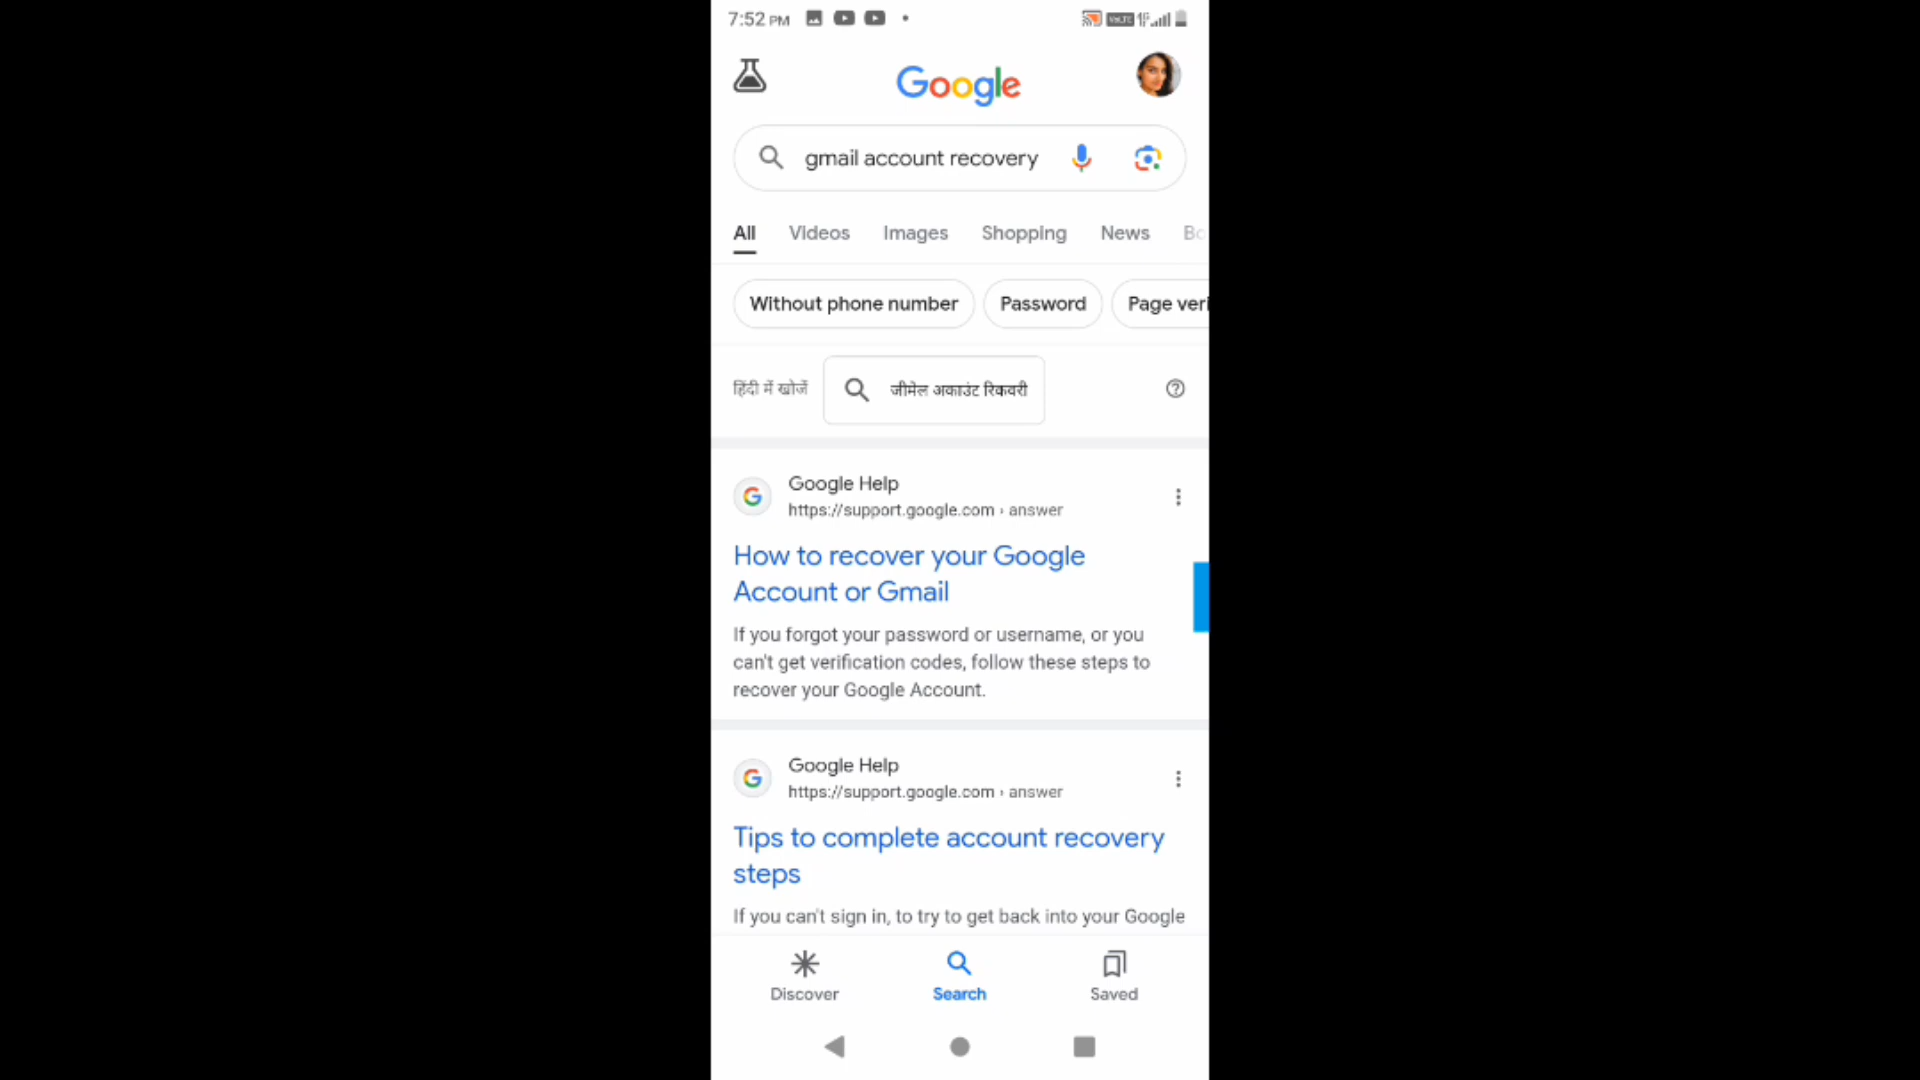 7:52 PM
Google
gmail account recovery
All Videos Images Shopping News Bo
Without phone number Password Page veri
हिंदी में खोजें जीमेल अकाउंट रिकवरी
Google Help
https://support.google.com › answer
How to recover your Google
Account or Gmail
If you forgot your password or username, or you
can't get verification codes, follow these steps to
recover your Google Account.
Google Help
https://support.google.com › answer
Tips to complete account recovery
steps
If you can't sign in, to try to get back into your Google
Discover Search Saved